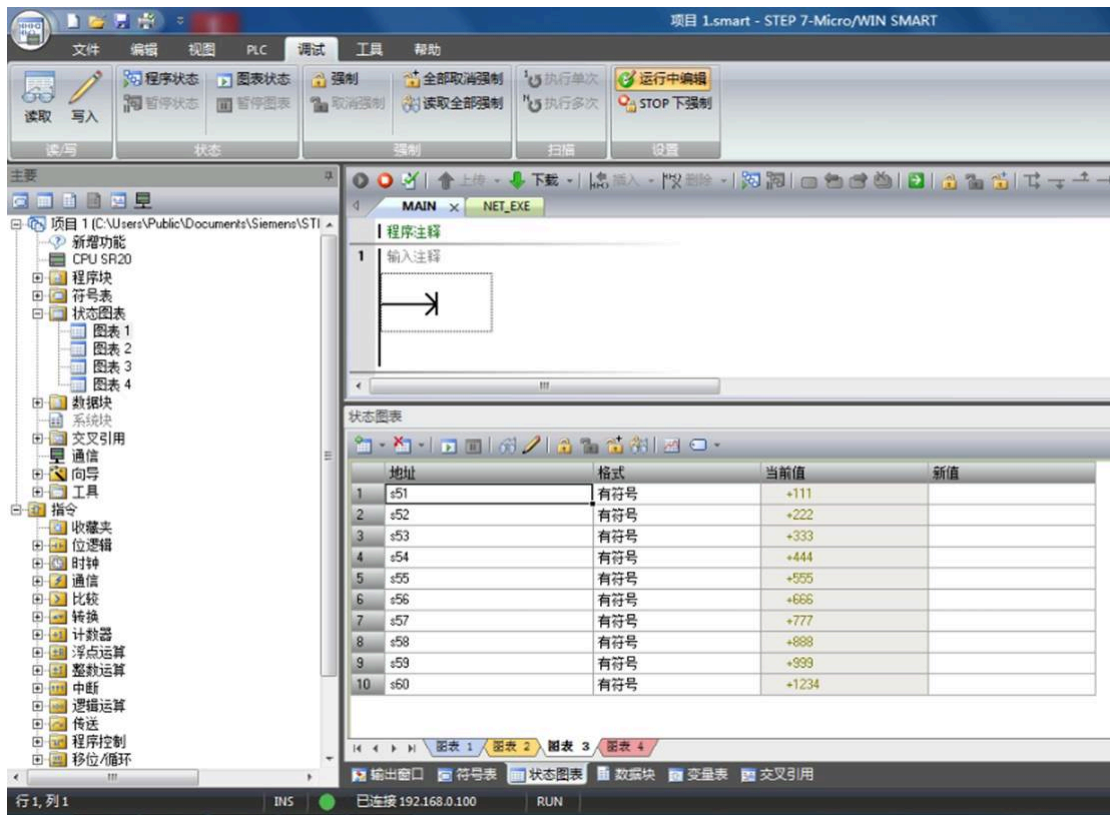 项目 1.smart - STEP 7-Micro/WIN SMART
文件 编辑 视图 PLC 调试 工具 帮助
程序状态 图表状态 强制 全部取消强制 执行单次 运行中编辑
读取 写入 暂停状态 暂停图表 取消强制 读取全部强制 执行多次 STOP 下强制
读/写 状态 强制 扫描 设置
主要
上传 下载 插入 删除
项目 1 (C:\Users\Public\Documents\Siemens\STI
新增功能
CPU SR20
程序块
符号表
状态图表
图表 1
图表 2
图表 3
图表 4
数据块
系统块
交叉引用
通信
向导
工具
指令
收藏夹
位逻辑
时钟
通信
比较
转换
计数器
浮点运算
整数运算
中断
逻辑运算
传送
程序控制
移位/循环
MAIN NET_EXE
程序注释
1 输入注释
状态图表
地址 格式 当前值 新值
1 s51 有符号 +111
2 s52 有符号 +222
3 s53 有符号 +333
4 s54 有符号 +444
5 s55 有符号 +555
6 s56 有符号 +666
7 s57 有符号 +777
8 s58 有符号 +888
9 s59 有符号 +999
10 s60 有符号 +1234
图表 1 图表 2 图表 3 图表 4
输出窗口 符号表 状态图表 数据块 变量表 交叉引用
行 1, 列 1 INS 已连接 192.168.0.100 RUN